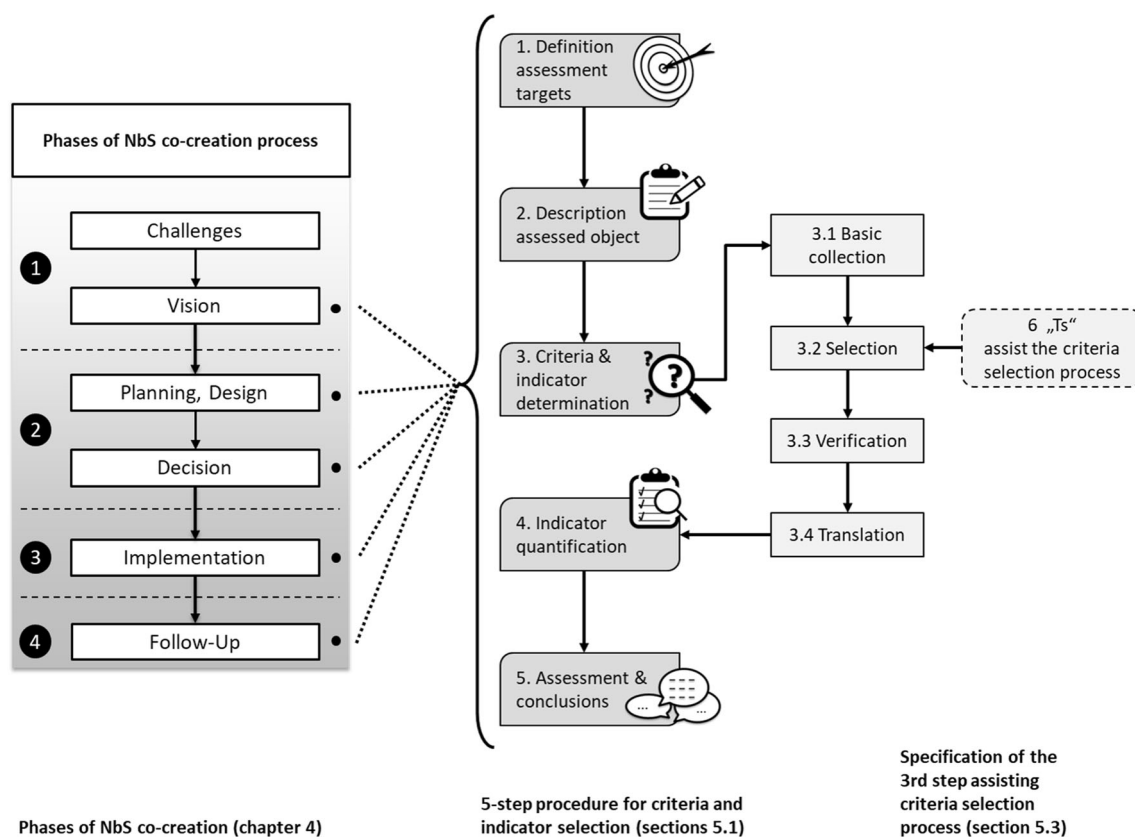 Phases of NbS co-creation process
1
Challenges
Vision
2
Planning, Design
Decision
3
Implementation
4
Follow-Up
1. Definition
assessment
targets
2. Description
assessed object
3. Criteria &
indicator
determination
?
?
?
4. Indicator
quantification
5. Assessment &
conclusions
...
...
3.1 Basic
collection
3.2 Selection
3.3 Verification
3.4 Translation
6 „Ts“
assist the criteria
selection process
Phases of NbS co-creation (chapter 4)
5-step procedure for criteria and
indicator selection (sections 5.1)
Specification of the
3rd step assisting
criteria selection
process (section 5.3)